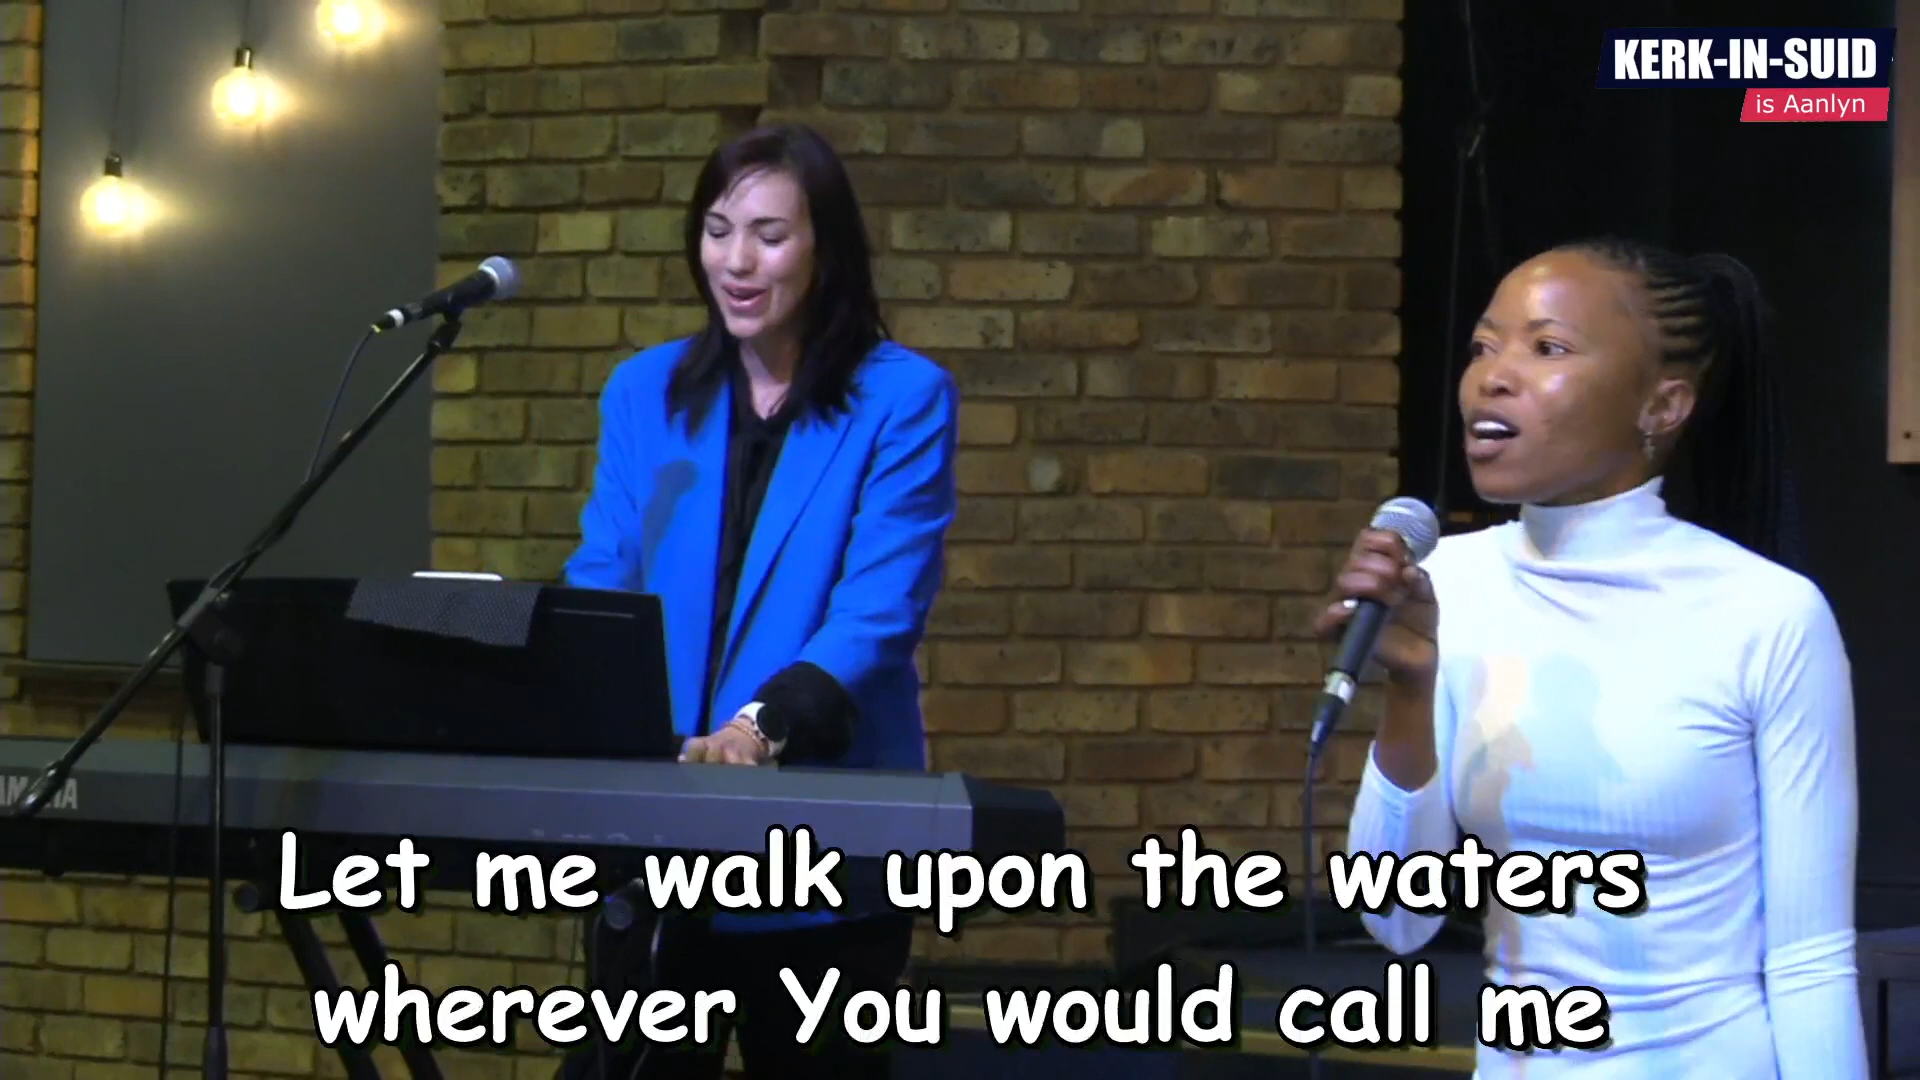 KERK-IN-SUID
is Aanlyn
Let me walk upon the waters
wherever You would call me